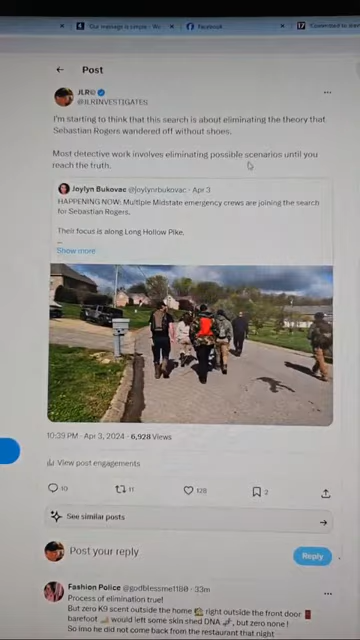 Facebook
17
Post
JLR©
@JLRINVESTIGATES
I'm starting to think that this search is about eliminating the theory that
Sebastian Rogers wandered off without shoes.
Most detective work involves eliminating possible scenarios until you
reach the truth.
Joylyn Bukovac @joylynrbukovac · Apr 3
HAPPENING NOW: Multiple Midstate emergency crews are joining the search
for Sebastian Rogers.
Their focus is along Long Hollow Pike.
Show more
10:39 PM · Apr 3, 2024 · 6,928 Views
View post engagements
10
11
128
2
See similar posts
Post your reply
Reply
Fashion Police @godblessme1180 · 33m
Process of elimination true!
But zero K9 scent outside the home 🏡 right outside the front door 🚪
barefoot would left some skin shed DNA 🧬, but zero none !
So imo he did not come back from the restaurant that night